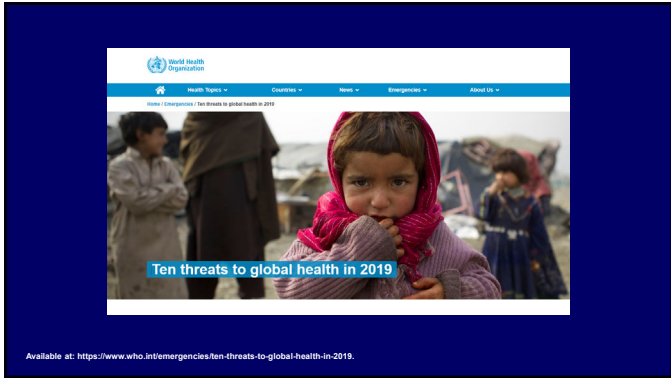 World Health
Organization
Health Topics Countries News Emergencies About Us
Home / Emergencies / Ten threats to global health in 2019
Ten threats to global health in 2019
Available at: https://www.who.int/emergencies/ten-threats-to-global-health-in-2019.